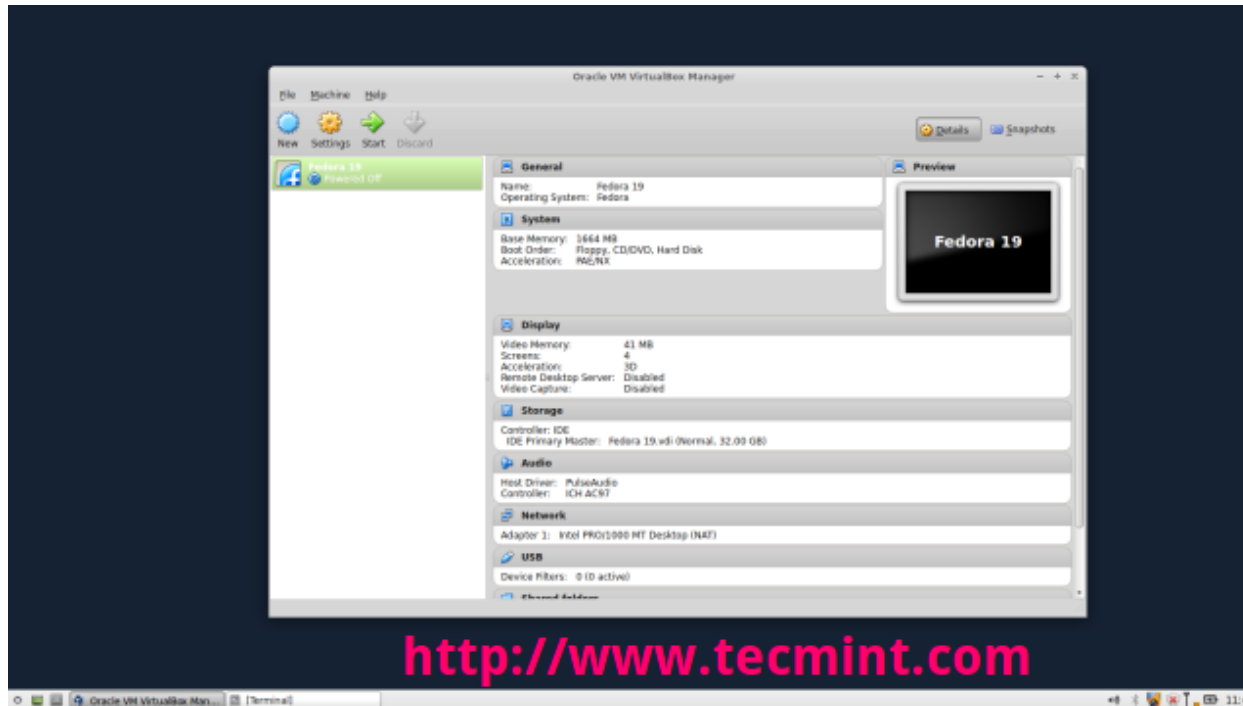 Oracle VM VirtualBox Manager
File Machine Help
New Settings Start Discard
Details Snapshots
Fedora 19
Powered Off
General
Name: Fedora 19
Operating System: Fedora
System
Base Memory: 1664 MB
Boot Order: Floppy, CD/DVD, Hard Disk
Acceleration: PAE/NX
Preview
Fedora 19
Display
Video Memory: 41 MB
Screens: 4
Acceleration: 3D
Remote Desktop Server: Disabled
Video Capture: Disabled
Storage
Controller: IDE
IDE Primary Master: Fedora 19.vdi (Normal, 32.00 GB)
Audio
Host Driver: PulseAudio
Controller: ICH AC97
Network
Adapter 1: Intel PRO/1000 MT Desktop (NAT)
USB
Device Filters: 0 (0 active)
Shared folders
http://www.tecmint.com
Oracle VM VirtualBox Man... [Terminal]
11: